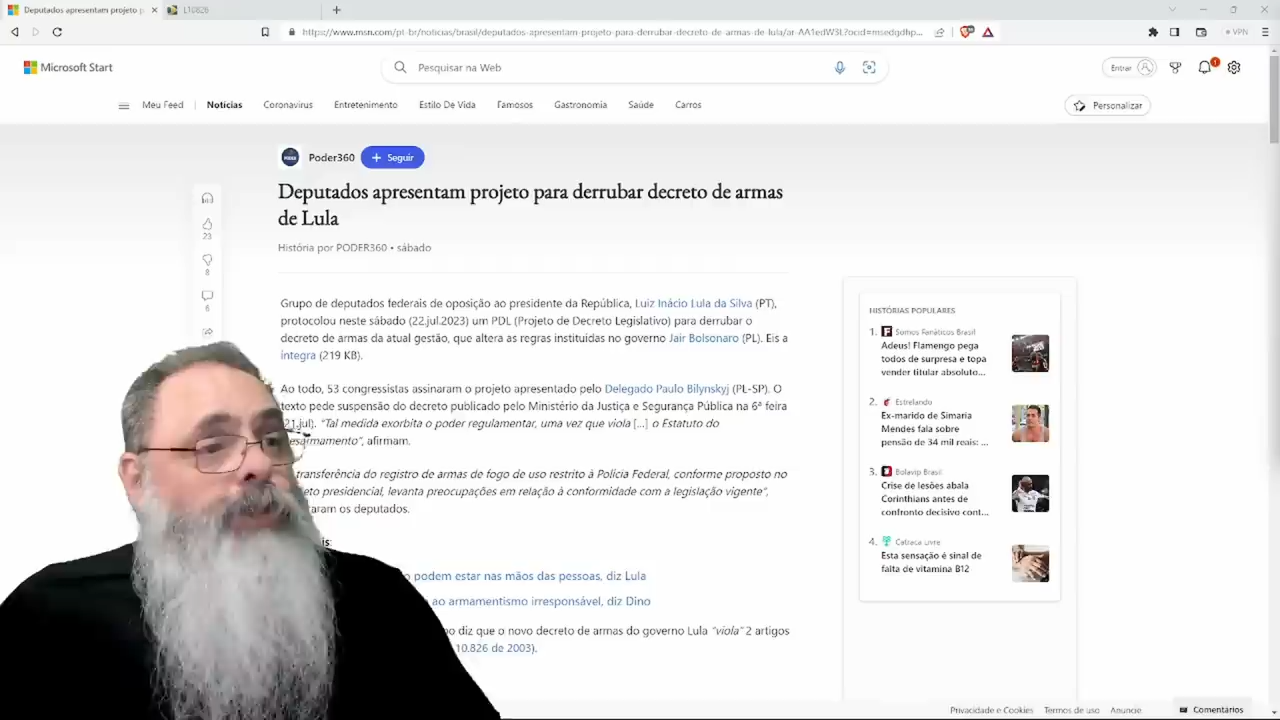 Deputados apresentam projeto p
L10826
https://www.msn.com/pt-br/noticias/brasil/deputados-apresentam-projeto-para-derrubar-decreto-de-armas-de-lula/ar-AA1edW3L?ocid=msedgdhp...
VPN
Microsoft Start
Pesquisar na Web
Entrar
1
Meu Feed
Notícias
Coronavirus
Entretenimento
Estilo De Vida
Famosos
Gastronomia
Saúde
Carros
Personalizar
Poder360
+ Seguir
Deputados apresentam projeto para derrubar decreto de armas
de Lula
História por PODER360 • sábado
23
8
6
Grupo de deputados federais de oposição ao presidente da República, Luiz Inácio Lula da Silva (PT),
protocolou neste sábado (22.jul.2023) um PDL (Projeto de Decreto Legislativo) para derrubar o
decreto de armas da atual gestão, que altera as regras instituídas no governo Jair Bolsonaro (PL). Eis a
íntegra (219 KB).
Ao todo, 53 congressistas assinaram o projeto apresentado pelo Delegado Paulo Bilynskyj (PL-SP). O
texto pede suspensão do decreto publicado pelo Ministério da Justiça e Segurança Pública na 6ª feira
21.jul). "Tal medida exorbita o poder regulamentar, uma vez que viola [...] o Estatuto do
esarmamento", afirmam.
transferência do registro de armas de fogo de uso restrito à Polícia Federal, conforme proposto no
eto presidencial, levanta preocupações em relação à conformidade com a legislação vigente",
aram os deputados.
is:
o podem estar nas mãos das pessoas, diz Lula
ao armamentismo irresponsável, diz Dino
po diz que o novo decreto de armas do governo Lula "viola" 2 artigos
10.826 de 2003).
HISTÓRIAS POPULARES
1. Somos Fanáticos Brasil
Adeus! Flamengo pega
todos de surpresa e topa
vender titular absoluto...
2. Estrelando
Ex-marido de Simaria
Mendes fala sobre
pensão de 34 mil reais: ...
3. Bolavip Brasil
Crise de lesões abala
Corinthians antes de
confronto decisivo cont...
4. Catraca Livre
Esta sensação é sinal de
falta de vitamina B12
Privacidade e Cookies
Termos de uso
Anuncie
Comentários